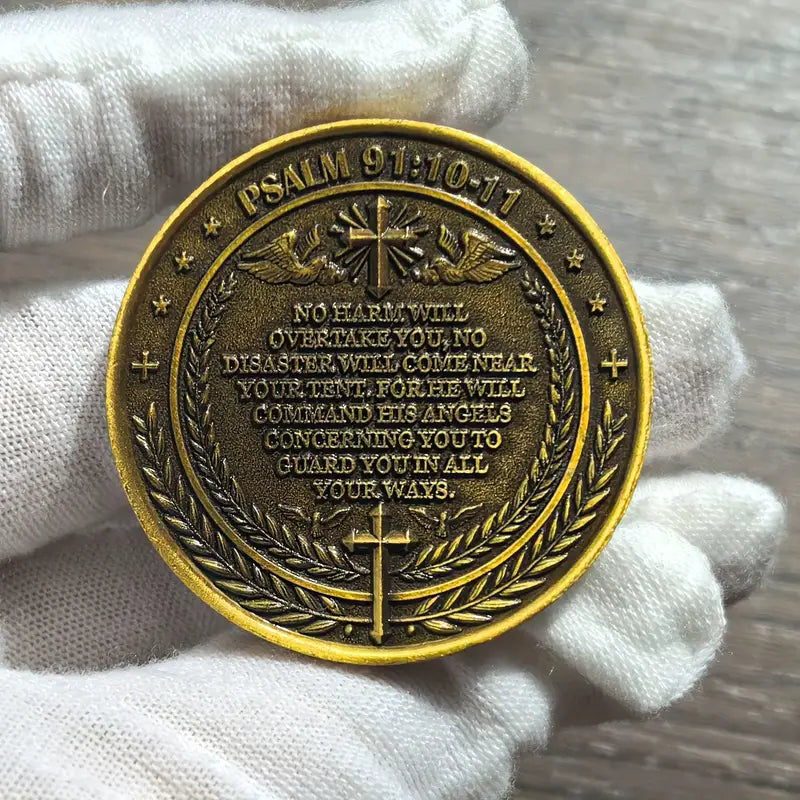 PSALM 91:10-11
NO HARM WILL
OVERTAKE YOU, NO
DISASTER WILL COME NEAR
YOUR TENT. FOR HE WILL
COMMAND HIS ANGELS
CONCERNING YOU TO
GUARD YOU IN ALL
YOUR WAYS.